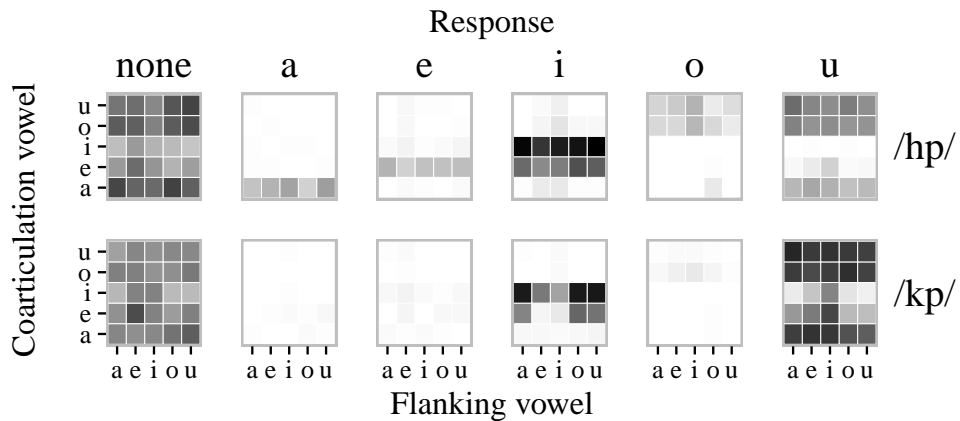 Response
none a e i o u
Coarticulation vowel
u
o
i
e
a
/hp/
u
o
i
e
a
/kp/
a e i o u a e i o u a e i o u a e i o u a e i o u a e i o u
Flanking vowel